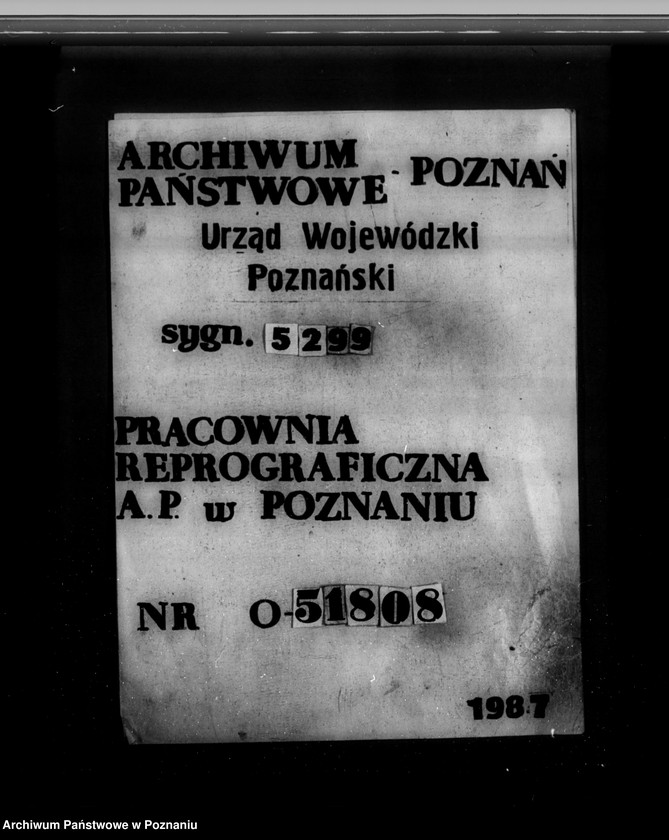 ARCHIWUM
PAŃSTWOWE - POZNAŃ
Urząd Wojewódzki
Poznański
sygn. 5299
PRACOWNIA
REPROGRAFICZNA
A.P. w POZNANIU
NR O-51808
1987
Archiwum Państwowe w Poznaniu